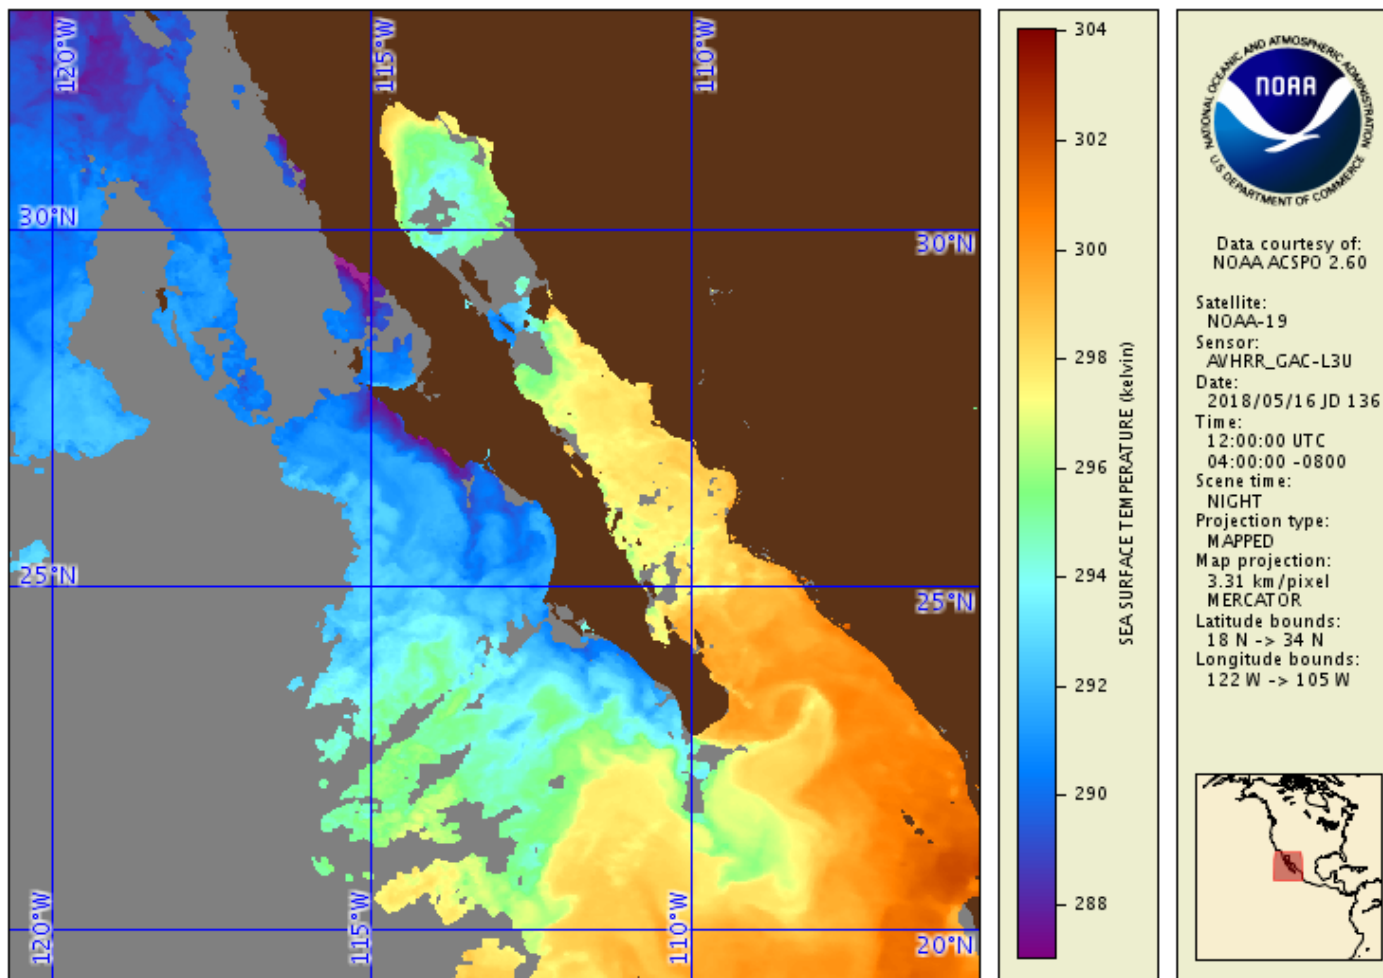 120°W
115°W
110°W
30°N
30°N
25°N
25°N
120°W
115°W
110°W
20°N
304
302
300
298
296
294
292
290
288
SEA SURFACE TEMPERATURE (kelvin)
NATIONAL OCEANIC AND ATMOSPHERIC ADMINISTRATION
NOAA
U.S. DEPARTMENT OF COMMERCE
Data courtesy of:
NOAA ACSPO 2.60
Satellite:
NOAA-19
Sensor:
AVHRR_GAC-L3U
Date:
2018/05/16 JD 136
Time:
12:00:00 UTC
04:00:00 -0800
Scene time:
NIGHT
Projection type:
MAPPED
Map projection:
3.31 km/pixel
MERCATOR
Latitude bounds:
18 N -> 34 N
Longitude bounds:
122 W -> 105 W